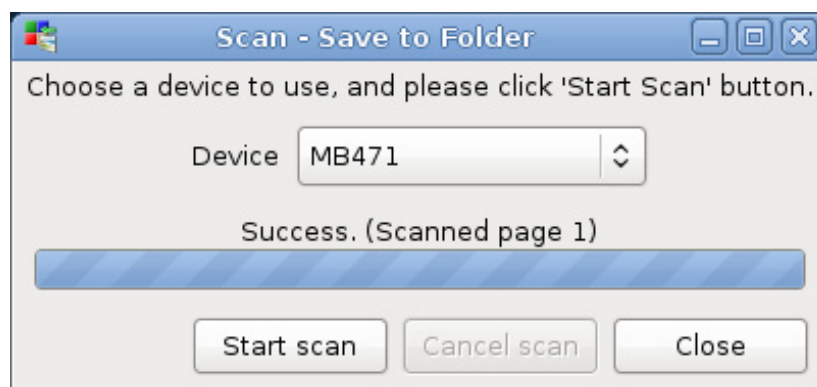 Scan - Save to Folder
Choose a device to use, and please click 'Start Scan' button.
Device MB471
Success. (Scanned page 1)
Start scan Cancel scan Close